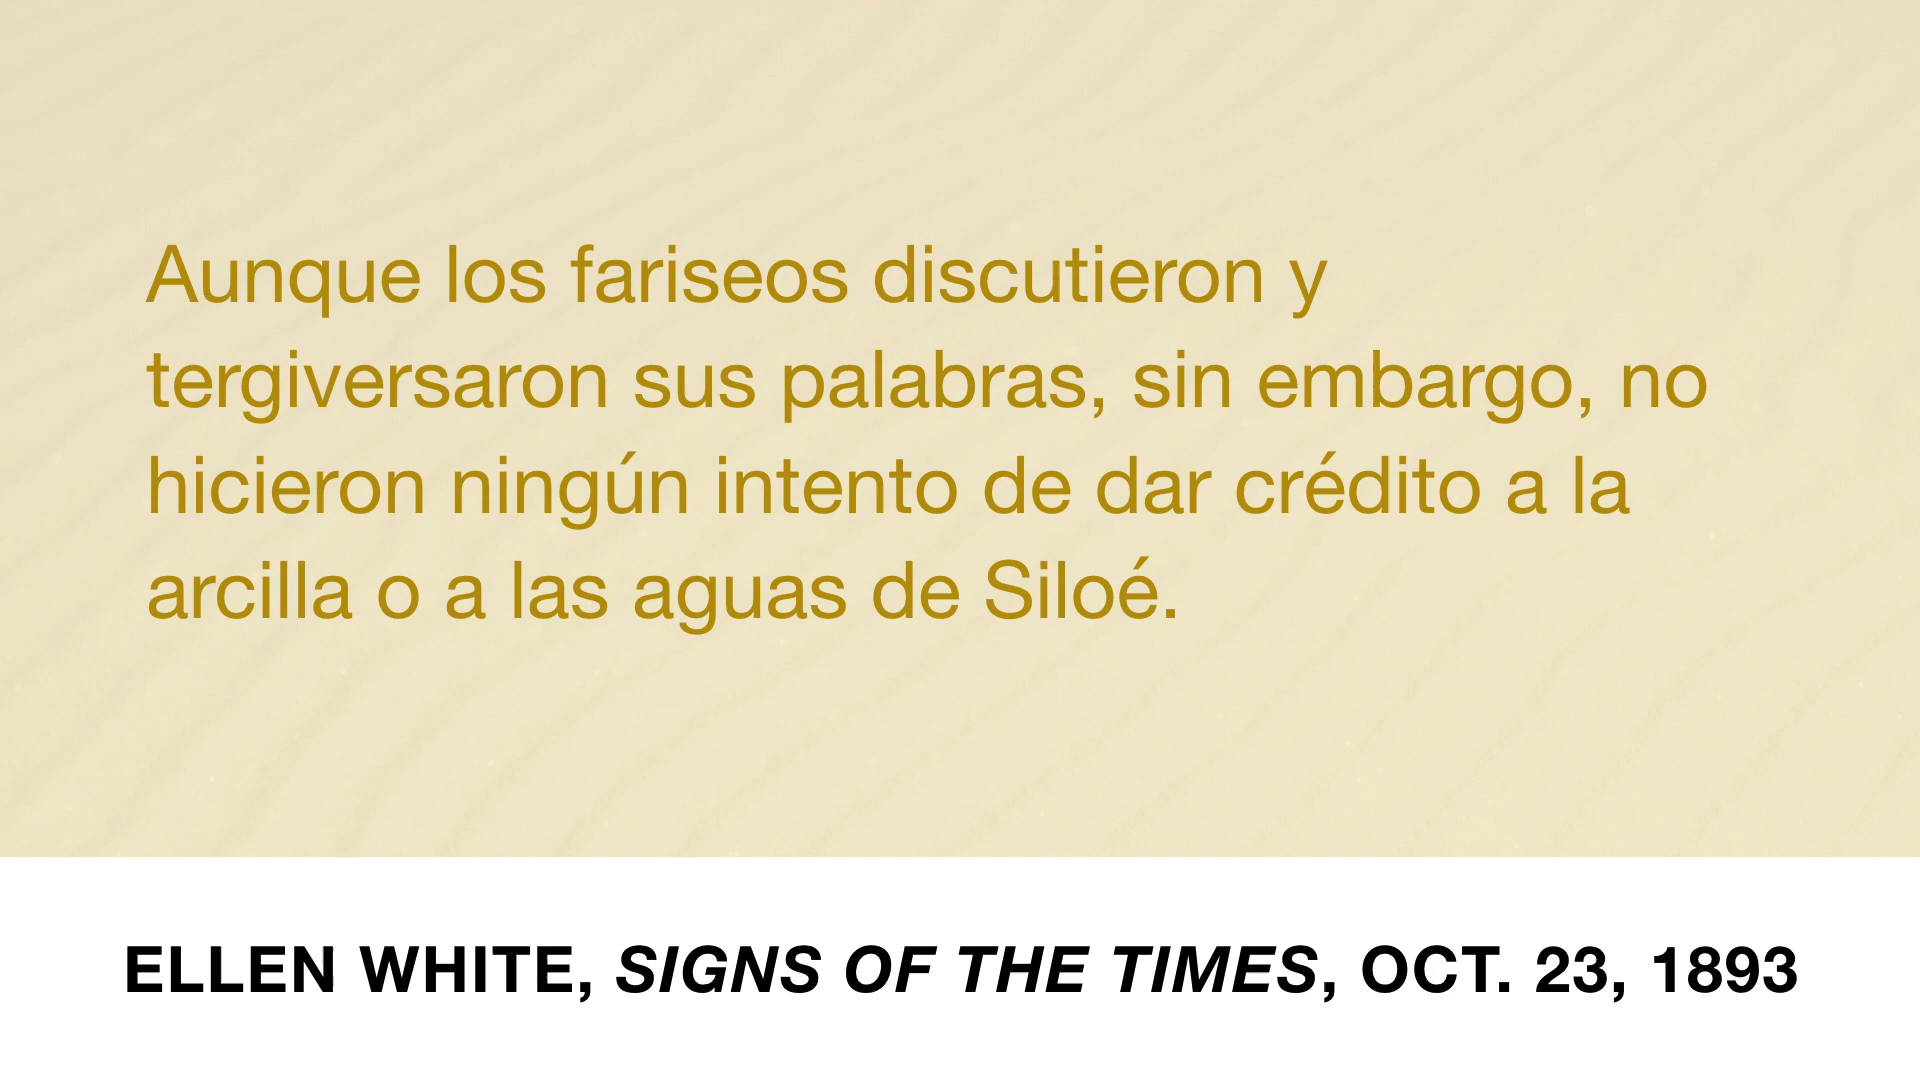 Aunque los fariseos discutieron y
tergiversaron sus palabras, sin embargo, no
hicieron ningún intento de dar crédito a la
arcilla o a las aguas de Siloé.
ELLEN WHITE, SIGNS OF THE TIMES, OCT. 23, 1893